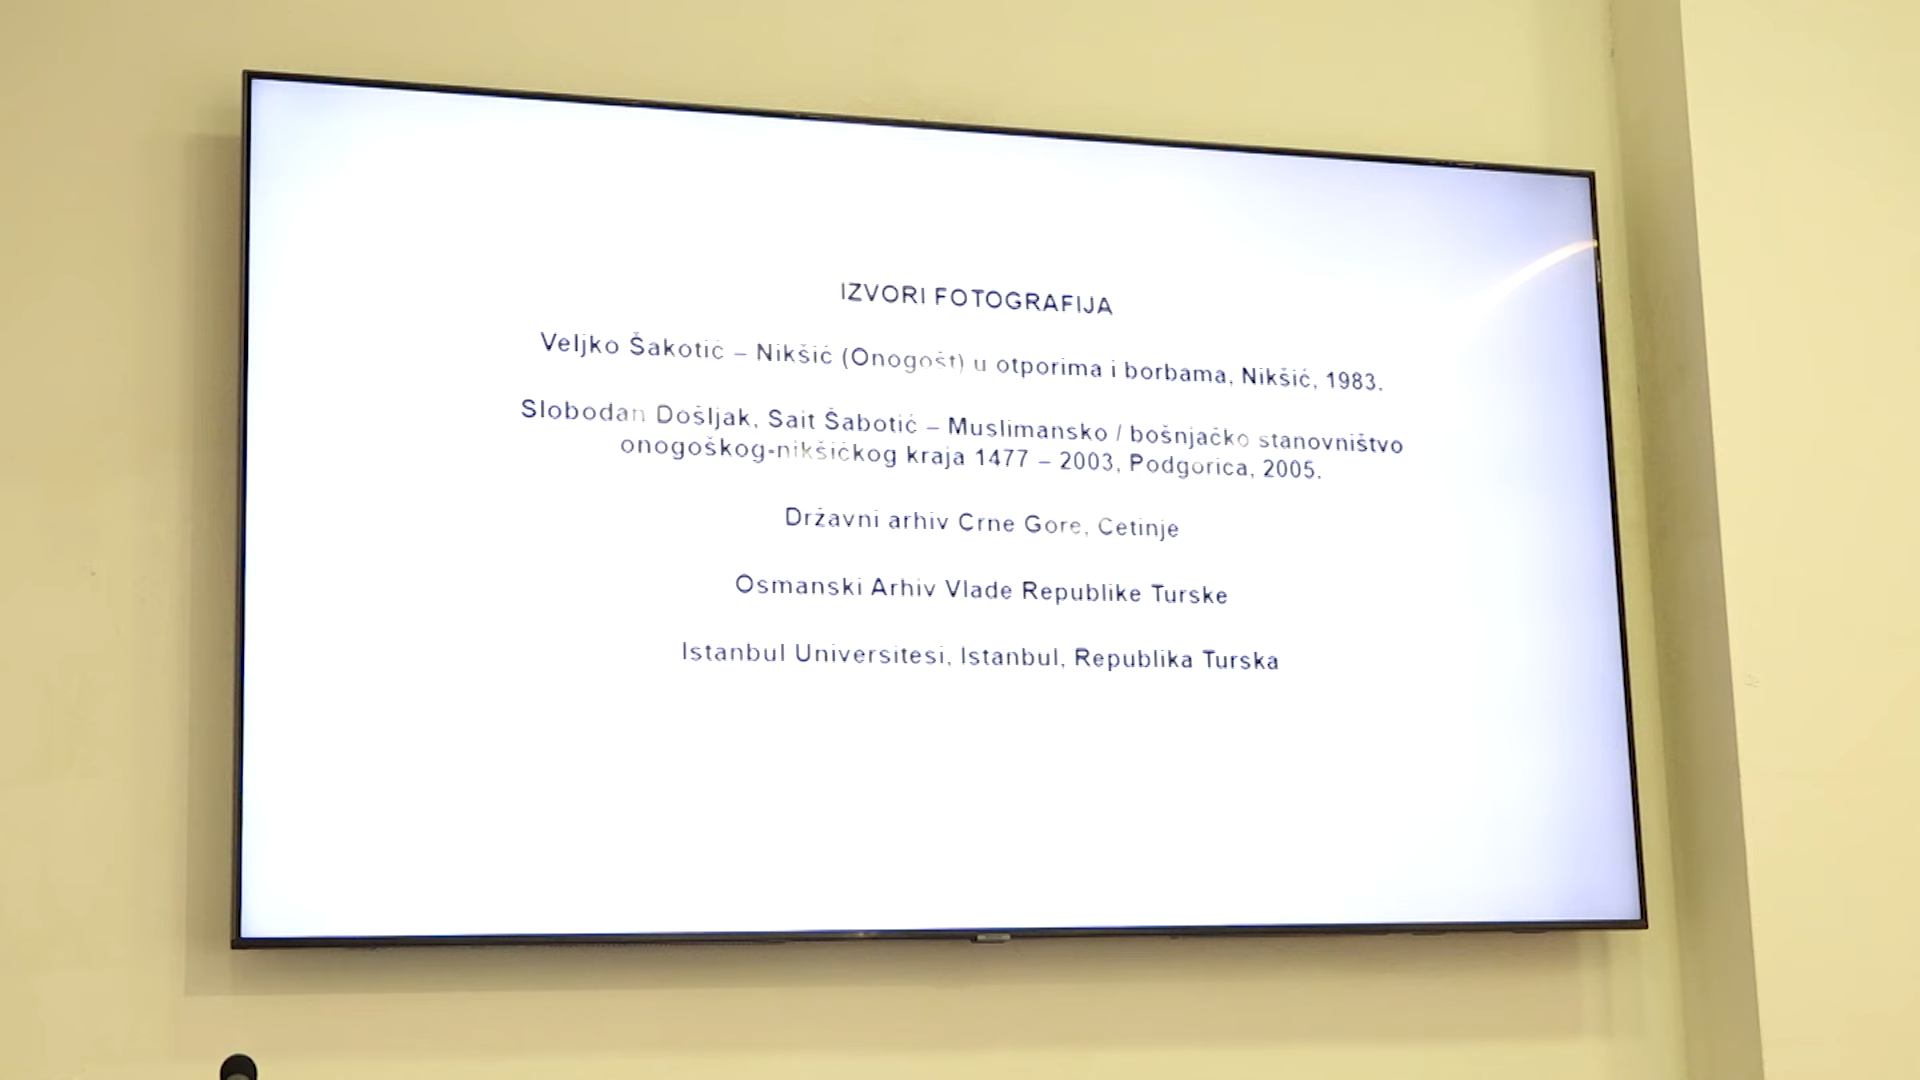 IZVORI FOTOGRAFIJA
Veljko Šakotić – Nikšić (Onogošt) u otporima i borbama, Nikšić, 1983.
Slobodan Došljak, Sait Šabotić – Muslimansko / bošnjačko stanovništvo
onogoškog-nikšičkog kraja 1477 – 2003, Podgorica, 2005.
Državni arhiv Crne Gore, Cetinje
Osmanski Arhiv Vlade Republike Turske
Istanbul Universitesi, Istanbul, Republika Turska